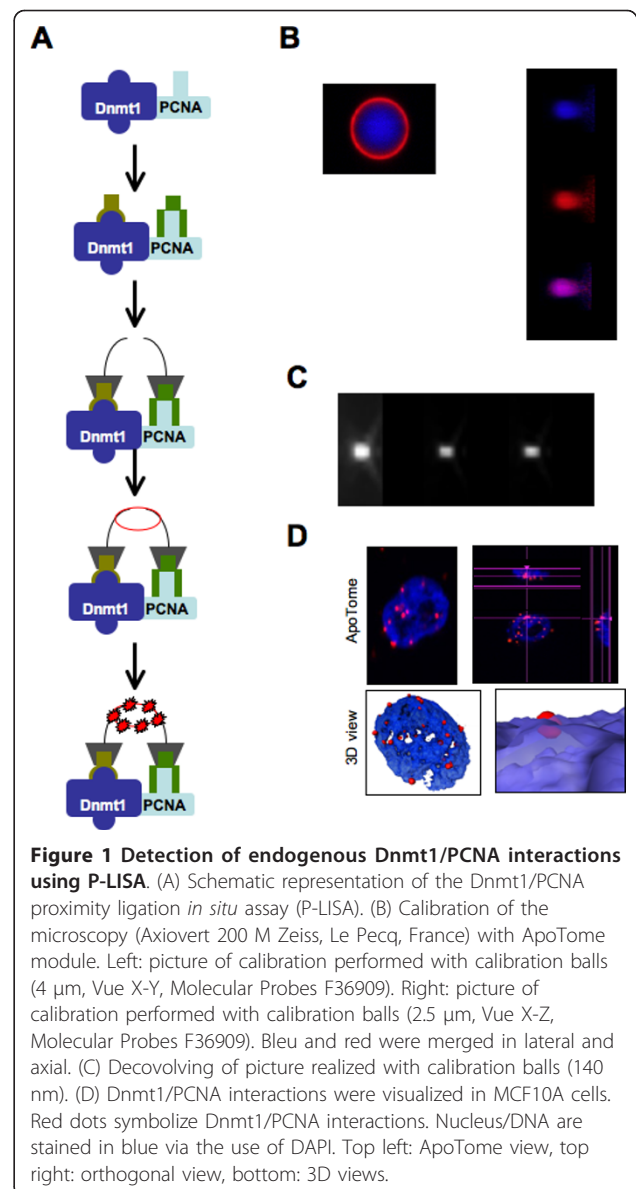 A
B
Dnmt1
PCNA
Dnmt1
PCNA
C
Dnmt1
PCNA
D
ApoTome
Dnmt1
PCNA
3D view
Dnmt1
PCNA
Figure 1 Detection of endogenous Dnmt1/PCNA interactions
using P-LISA. (A) Schematic representation of the Dnmt1/PCNA
proximity ligation in situ assay (P-LISA). (B) Calibration of the
microscopy (Axiovert 200 M Zeiss, Le Pecq, France) with ApoTome
module. Left: picture of calibration performed with calibration balls
(4 μm, Vue X-Y, Molecular Probes F36909). Right: picture of
calibration performed with calibration balls (2.5 μm, Vue X-Z,
Molecular Probes F36909). Bleu and red were merged in lateral and
axial. (C) Decovolving of picture realized with calibration balls (140
nm). (D) Dnmt1/PCNA interactions were visualized in MCF10A cells.
Red dots symbolize Dnmt1/PCNA interactions. Nucleus/DNA are
stained in blue via the use of DAPI. Top left: ApoTome view, top
right: orthogonal view, bottom: 3D views.